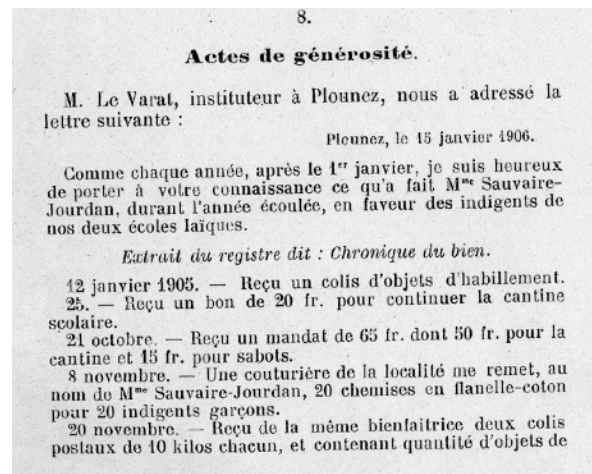 8.
Actes de générosité.
M. Le Varat, instituteur à Plounez, nous a adressé la
lettre suivante :
Plounez, le 15 janvier 1906.
Comme chaque année, après le 1er janvier, je suis heureux
de porter à votre connaissance ce qu'a fait Mme Sauvaire-
Jourdan, durant l'année écoulée, en faveur des indigents de
nos deux écoles laïques.
Extrait du registre dit : Chronique du bien.
12 janvier 1905. — Reçu un colis d'objets d'habillement.
25. — Reçu un bon de 20 fr. pour continuer la cantine
scolaire.
21 octobre. — Reçu un mandat de 65 fr. dont 50 fr. pour la
cantine et 15 fr. pour sabots.
8 novembre. — Une couturière de la localité me remet, au
nom de Mme Sauvaire-Jourdan, 20 chemises en flanelle-coton
pour 20 indigents garçons.
20 novembre. — Reçu de la même bienfaitrice deux colis
postaux de 10 kilos chacun, et contenant quantité d'objets de